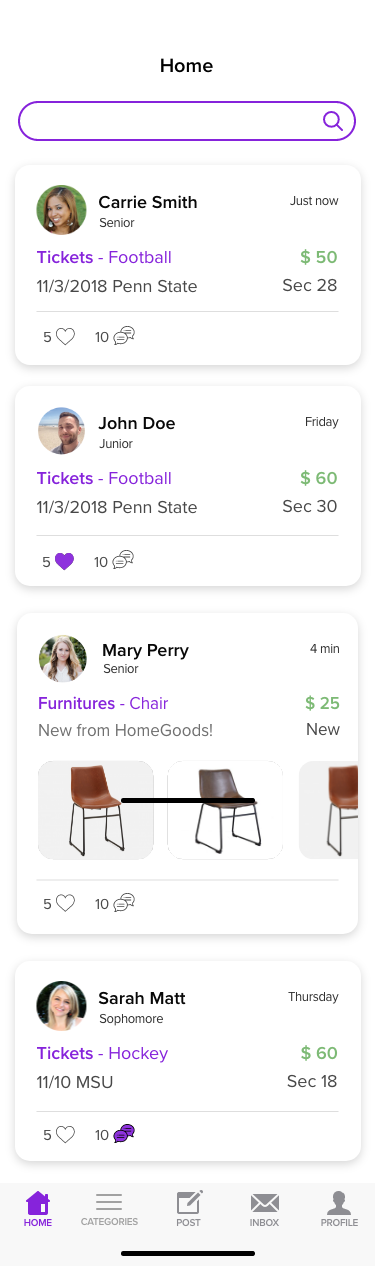 Home
Carrie Smith Just now
Senior
Tickets - Football $ 50
11/3/2018 Penn State Sec 28
5 10
John Doe Friday
Junior
Tickets - Football $ 60
11/3/2018 Penn State Sec 30
5 10
Mary Perry 4 min
Senior
Furnitures - Chair $ 25
New from HomeGoods! New
5 10
Sarah Matt Thursday
Sophomore
Tickets - Hockey $ 60
11/10 MSU Sec 18
5 10
HOME CATEGORIES POST INBOX PROFILE